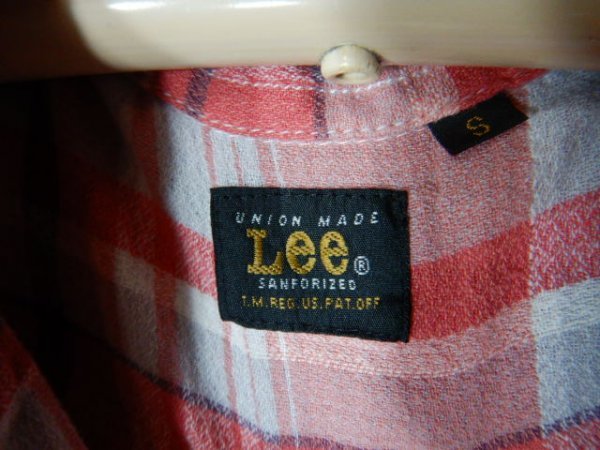 S
UNION MADE
Lee®
SANFORIZED
T.M.REG.US.PAT.OFF